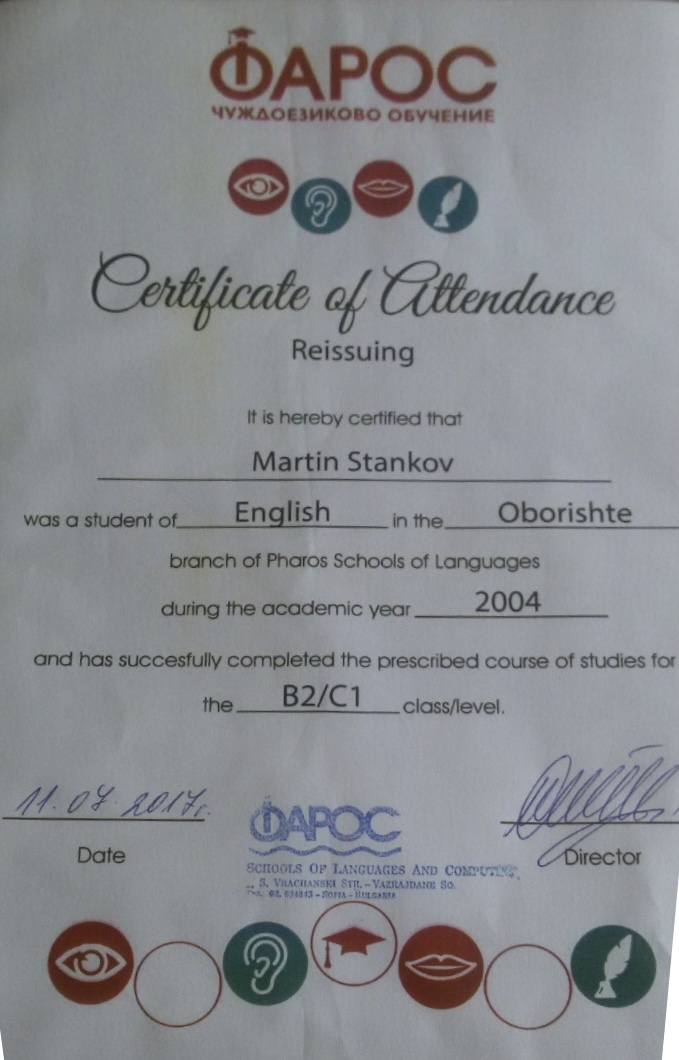 ФАРОС
ЧУЖДОЕЗИКОВО ОБУЧЕНИЕ
Certificate of Attendance
Reissuing
It is hereby certified that
Martin Stankov
was a student of English in the Oborishte
branch of Pharos Schools of Languages
during the academic year 2004
and has succesfully completed the prescribed course of studies for
the B2/C1 class/level.
11.07.2017г.
Date
Director
ФАРОС
SCHOOLS OF LANGUAGES AND COMPUTING
S. VRACHANSKI STR. – VAZRAJDANE SQ.
SOFIA - BULGARIA